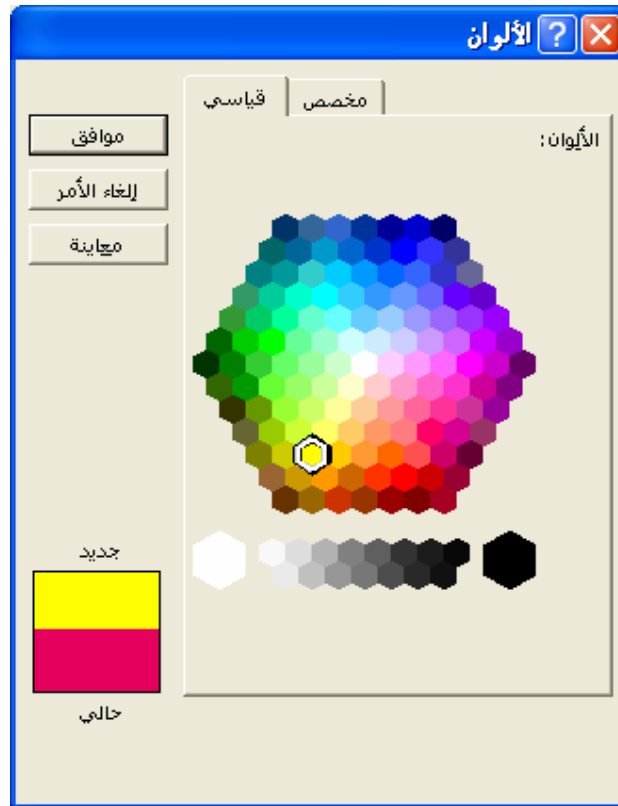 الألوان
مخصص
قياسي
الألوان:
موافق
إلغاء الأمر
معاينة
جديد
حالي